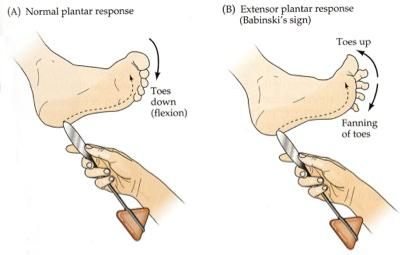 (A) Normal plantar response
Toes
down
(flexion)
(B) Extensor plantar response
(Babinski's sign)
Toes up
Fanning
of toes